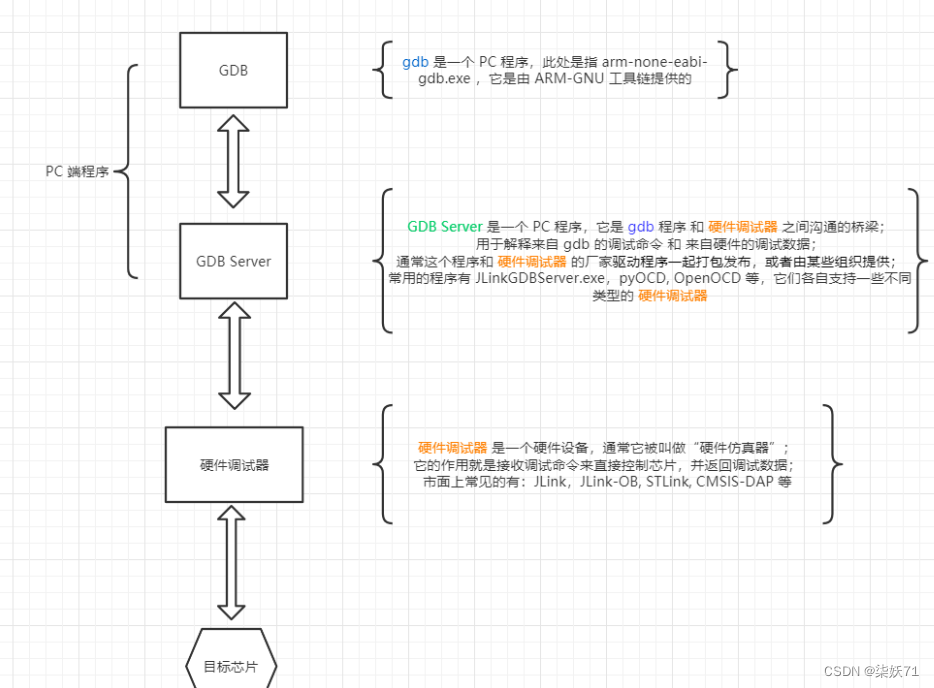 GDB
gdb 是一个 PC 程序，此处是指 arm-none-eabi-
gdb.exe ，它是由 ARM-GNU 工具链提供的
PC 端程序
GDB Server
GDB Server 是一个 PC 程序，它是 gdb 程序 和 硬件调试器 之间沟通的桥梁；
用于解释来自 gdb 的调试命令 和 来自硬件的调试数据；
通常这个程序和 硬件调试器 的厂家驱动程序一起打包发布，或者由某些组织提供；
常用的程序有 JLinkGDBServer.exe，pyOCD, OpenOCD 等，它们各自支持一些不同
类型的 硬件调试器
硬件调试器
硬件调试器 是一个硬件设备，通常它被叫做“硬件仿真器”；
它的作用就是接收调试命令来直接控制芯片，并返回调试数据；
市面上常见的有：JLink，JLink-OB, STLink, CMSIS-DAP 等
目标芯片
CSDN @柒妖71